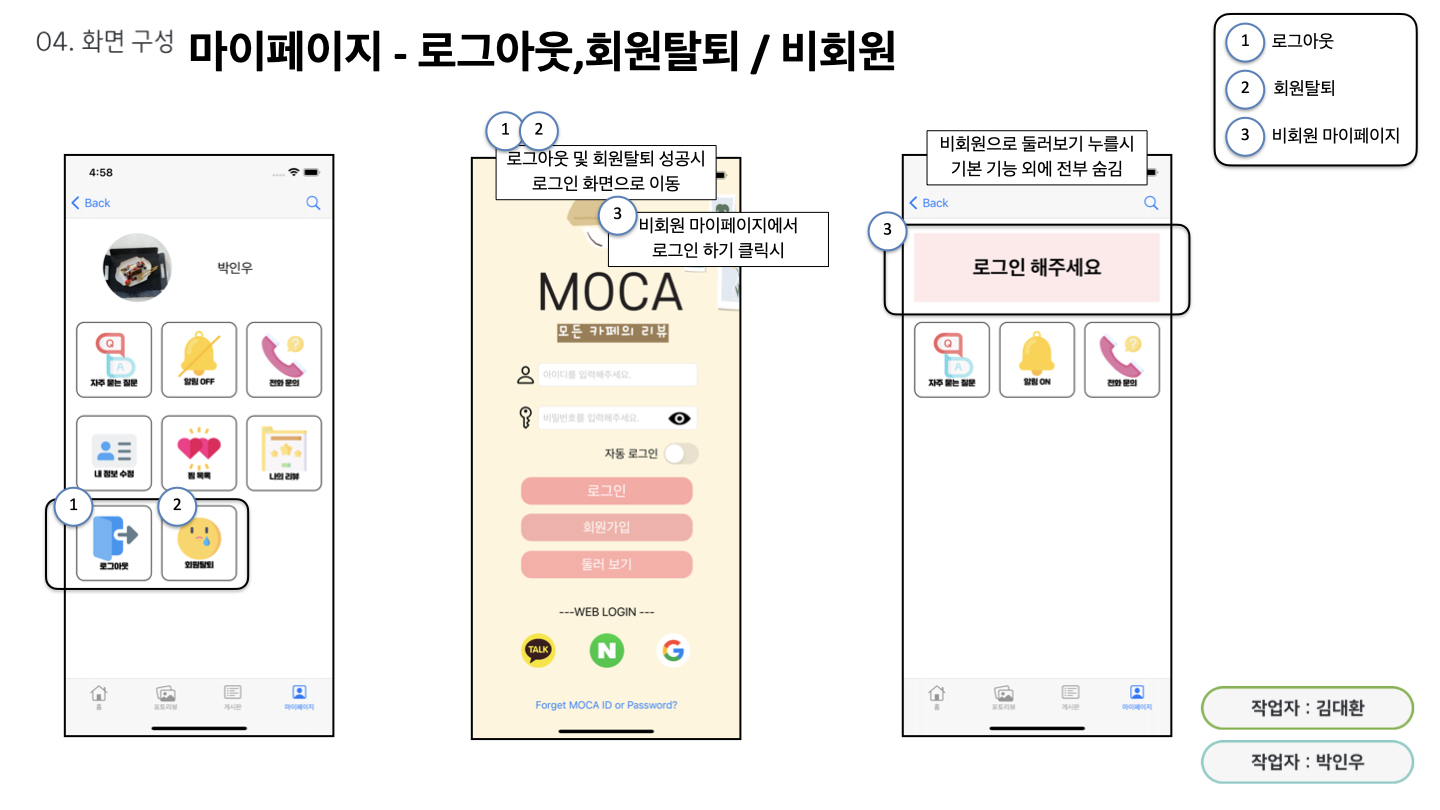 04. 화면 구성 마이페이지 - 로그아웃,회원탈퇴 / 비회원
1 로그아웃
2 회원탈퇴
3 비회원 마이페이지
4:58
Back
박인우
Q
A
자주 묻는 질문
알림 OFF
?
전화 문의
내 정보 수정
찜 목록
나의 리뷰
1
2
로그아웃
회원탈퇴
홈
포토리뷰
게시판
마이페이지
1 2
로그아웃 및 회원탈퇴 성공시
로그인 화면으로 이동
3
비회원 마이페이지에서
로그인 하기 클릭시
MOCA
모든 카페의 리뷰
아이디를 입력해주세요.
비밀번호를 입력해주세요.
자동 로그인
로그인
회원가입
둘러 보기
---WEB LOGIN ---
TALK
N
G
Forget MOCA ID or Password?
비회원으로 둘러보기 누를시
기본 기능 외에 전부 숨김
Back
3
로그인 해주세요
Q
A
자주 묻는 질문
알림 ON
?
전화 문의
홈
포토리뷰
게시판
마이페이지
작업자 : 김대환
작업자 : 박인우